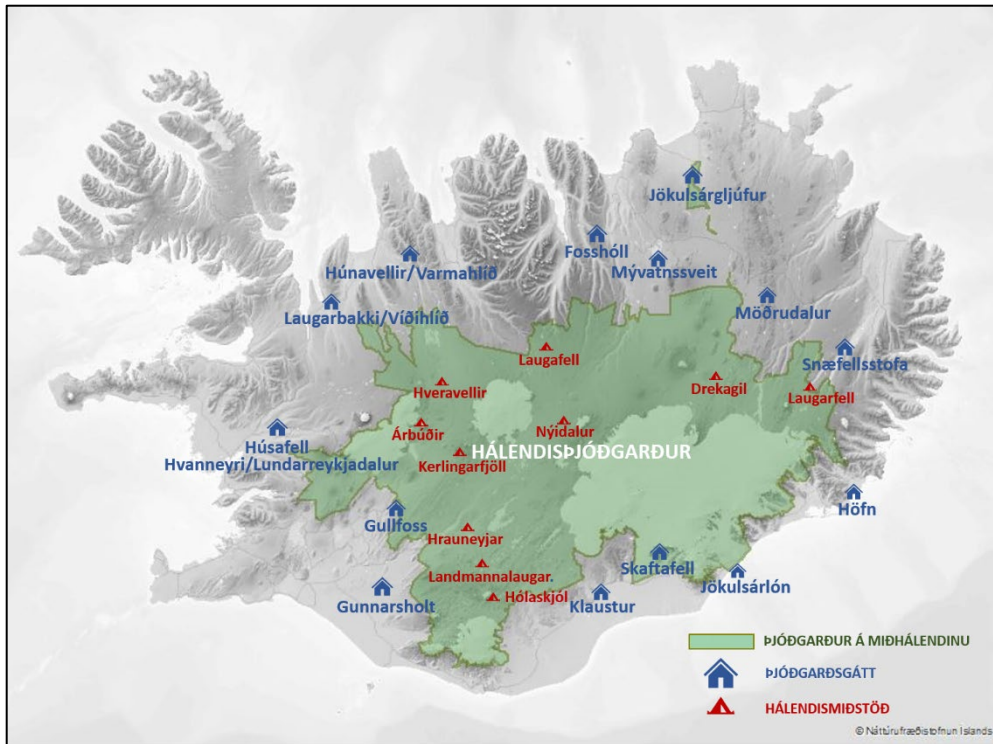 Jökulsárgljúfur
Fosshóll
Mývatnssveit
Húnavellir/Varmahlíð
Möðrudalur
Laugarbakki/Víðihlíð
Snæfellsstofa
Laugafell
Drekagil
Laugarfell
Hveravellir
Árbúðir
Nýidalur
Húsafell
Hvanneyri/Lundarreykjadalur
HÁLENDISÞJÓÐGARÐUR
Kerlingarfjöll
Höfn
Gullfoss
Hrauneyjar
Skaftafell
Landmannalaugar.
Jökulsárlón
Gunnarsholt
Hólaskjól
Klaustur
ÞJÓÐGARÐUR Á MIÐHÁLENDINU
ÞJÓÐGARÐSGÁTT
HÁLENDISMIÐSTÖÐ
© Náttúrufræðistofnun Íslands